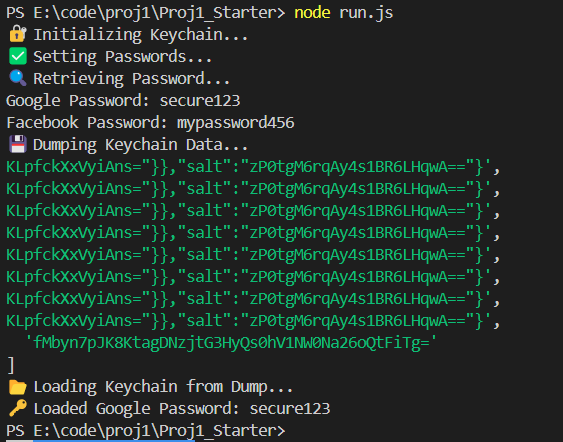 PS E:\code\proj1\Proj1_Starter> node run.js
🔐 Initializing Keychain...
✅ Setting Passwords...
🔍 Retrieving Password...
Google Password: secure123
Facebook Password: mypassword456
💾 Dumping Keychain Data...
KLpfckXxVyiAns="}},"salt":"zP0tgM6rqAy4s1BR6LHqwA=="}',
KLpfckXxVyiAns="}},"salt":"zP0tgM6rqAy4s1BR6LHqwA=="}',
KLpfckXxVyiAns="}},"salt":"zP0tgM6rqAy4s1BR6LHqwA=="}',
KLpfckXxVyiAns="}},"salt":"zP0tgM6rqAy4s1BR6LHqwA=="}',
KLpfckXxVyiAns="}},"salt":"zP0tgM6rqAy4s1BR6LHqwA=="}',
KLpfckXxVyiAns="}},"salt":"zP0tgM6rqAy4s1BR6LHqwA=="}',
KLpfckXxVyiAns="}},"salt":"zP0tgM6rqAy4s1BR6LHqwA=="}',
KLpfckXxVyiAns="}},"salt":"zP0tgM6rqAy4s1BR6LHqwA=="}',
  'fMbyn7pJK8KtagDNzjtG3HyQs0hV1NW0Na26oQtFiTg='
]
📂 Loading Keychain from Dump...
🔑 Loaded Google Password: secure123
PS E:\code\proj1\Proj1_Starter>